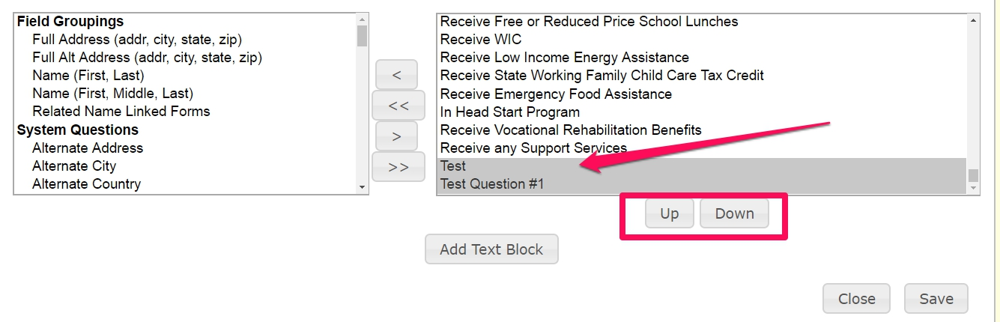 Field Groupings
Full Address (addr, city, state, zip)
Full Alt Address (addr, city, state, zip)
Name (First, Last)
Name (First, Middle, Last)
Related Name Linked Forms
System Questions
Alternate Address
Alternate City
Alternate Country
<
<<
>
>>
Receive Free or Reduced Price School Lunches
Receive WIC
Receive Low Income Energy Assistance
Receive State Working Family Child Care Tax Credit
Receive Emergency Food Assistance
In Head Start Program
Receive Vocational Rehabilitation Benefits
Receive any Support Services
Test
Test Question #1
Up Down
Add Text Block
Close Save